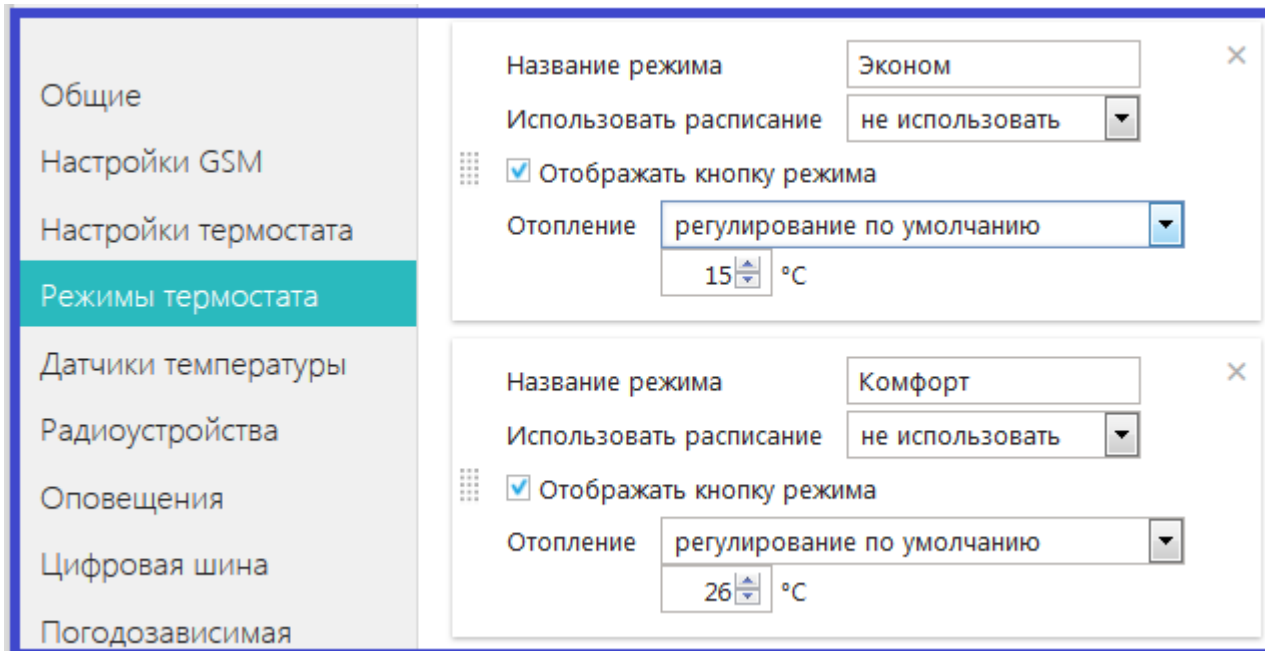 Общие
Настройки GSM
Настройки термостата
Режимы термостата
Датчики температуры
Радиоустройства
Оповещения
Цифровая шина
Погодозависимая
Название режима Эконом
Использовать расписание не использовать
Отображать кнопку режима
Отопление регулирование по умолчанию
15 °C
Название режима Комфорт
Использовать расписание не использовать
Отображать кнопку режима
Отопление регулирование по умолчанию
26 °C